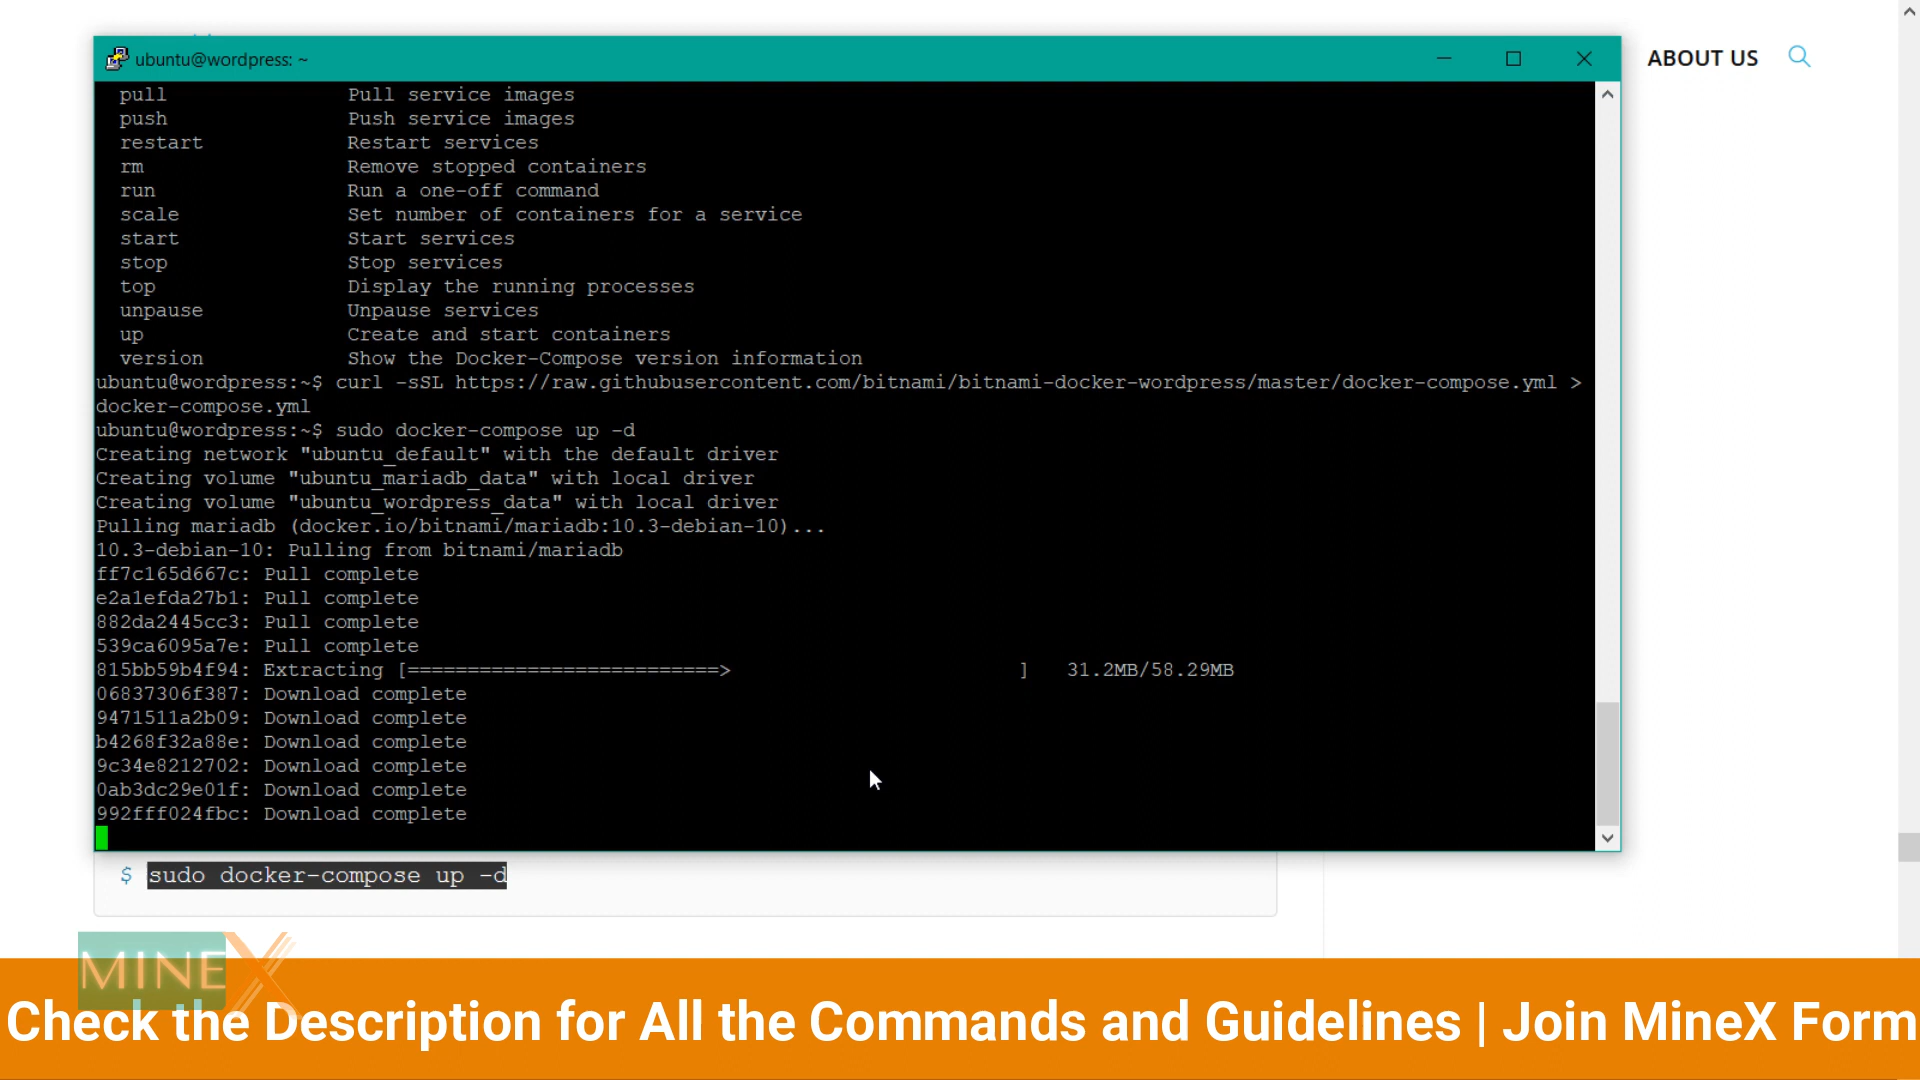 ABOUT US
ubuntu@wordpress: ~
pull Pull service images
push Push service images
restart Restart services
rm Remove stopped containers
run Run a one-off command
scale Set number of containers for a service
start Start services
stop Stop services
top Display the running processes
unpause Unpause services
up Create and start containers
version Show the Docker-Compose version information
ubuntu@wordpress:~$ curl -sSL https://raw.githubusercontent.com/bitnami/bitnami-docker-wordpress/master/docker-compose.yml >
docker-compose.yml
ubuntu@wordpress:~$ sudo docker-compose up -d
Creating network "ubuntu_default" with the default driver
Creating volume "ubuntu_mariadb_data" with local driver
Creating volume "ubuntu_wordpress_data" with local driver
Pulling mariadb (docker.io/bitnami/mariadb:10.3-debian-10)...
10.3-debian-10: Pulling from bitnami/mariadb
ff7c165d667c: Pull complete
e2a1efda27b1: Pull complete
882da2445cc3: Pull complete
539ca6095a7e: Pull complete
815bb59b4f94: Extracting [==========================> ] 31.2MB/58.29MB
06837306f387: Download complete
9471511a2b09: Download complete
b4268f32a88e: Download complete
9c34e8212702: Download complete
0ab3dc29e01f: Download complete
992fff024fbc: Download complete
$ sudo docker-compose up -d
MINEX
Check the Description for All the Commands and Guidelines | Join MineX Form